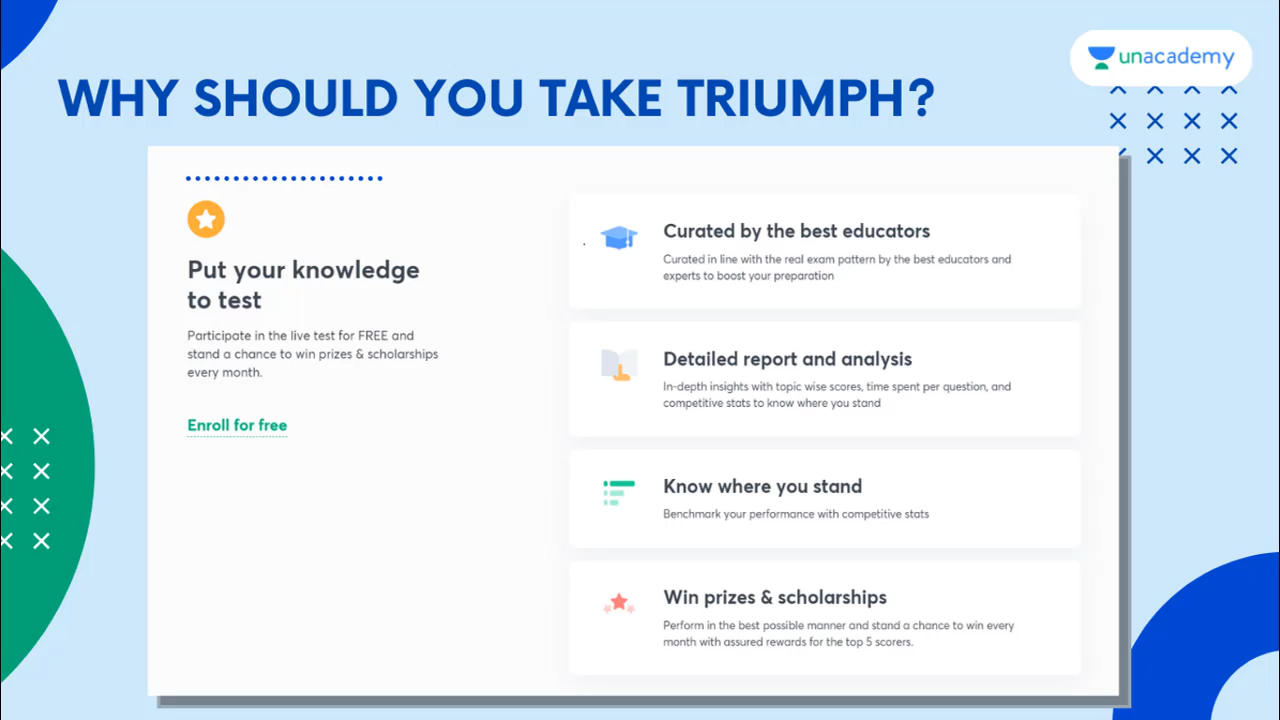 unacademy
WHY SHOULD YOU TAKE TRIUMPH?
Put your knowledge
to test
Participate in the live test for FREE and
stand a chance to win prizes & scholarships
every month.
Enroll for free
Curated by the best educators
Curated in line with the real exam pattern by the best educators and
experts to boost your preparation
Detailed report and analysis
In-depth insights with topic wise scores, time spent per question, and
competitive stats to know where you stand
Know where you stand
Benchmark your performance with competitive stats
Win prizes & scholarships
Perform in the best possible manner and stand a chance to win every
month with assured rewards for the top 5 scorers.